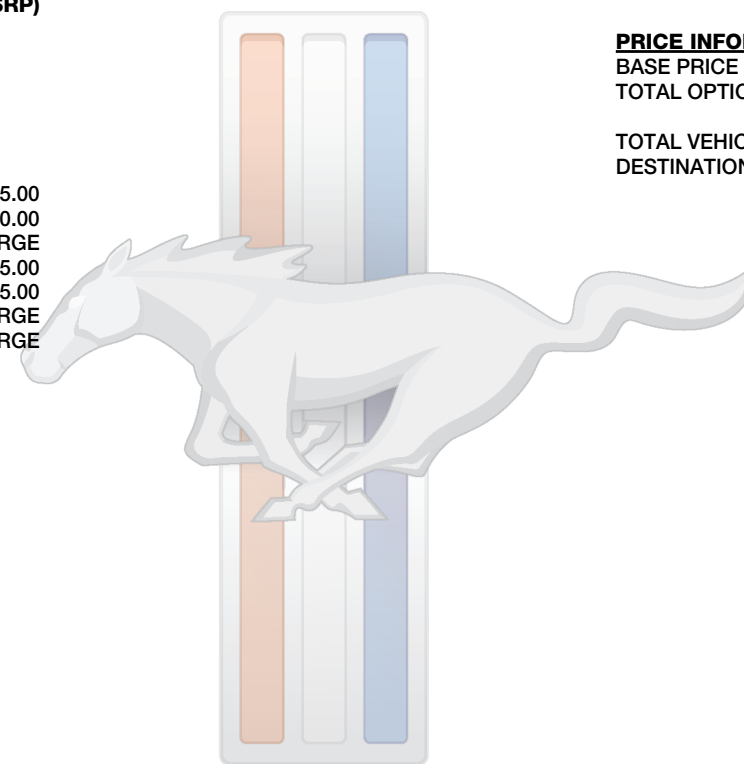 SRP)
5.00
0.00
RGE
5.00
5.00
RGE
RGE
PRICE INFO
BASE PRICE
TOTAL OPTIO
TOTAL VEHIC
DESTINATION